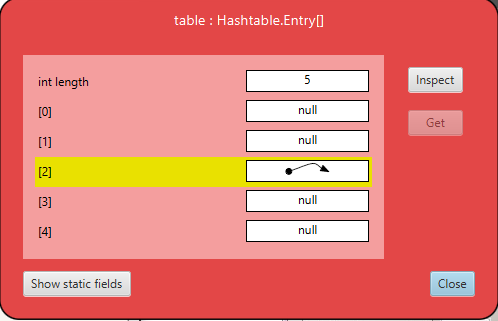 table : Hashtable.Entry[]
int length 5
Inspect
[0] null
Get
[1] null
[2]
[3] null
[4] null
Show static fields
Close